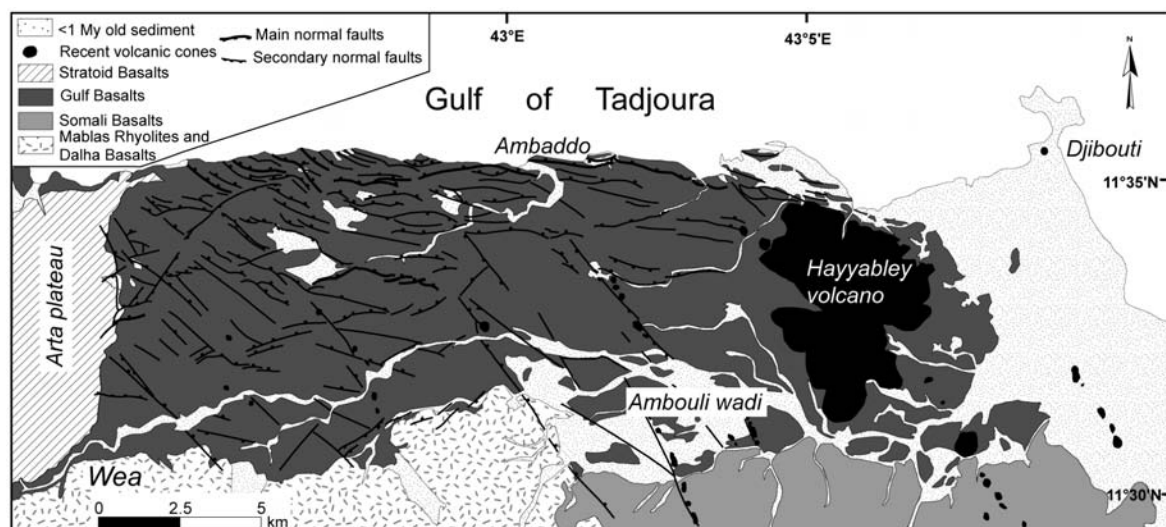 <1 My old sediment
Recent volcanic cones
Stratoid Basalts
Gulf Basalts
Somali Basalts
Mablas Rhyolites and
Dalha Basalts
Main normal faults
Secondary normal faults
43°E
43°5'E
N
Gulf of Tadjoura
Ambaddo
Djibouti
11°35'N
Hayyabley
volcano
Arta plateau
Ambouli wadi
Wea
11°30'N
0 2.5 5
km